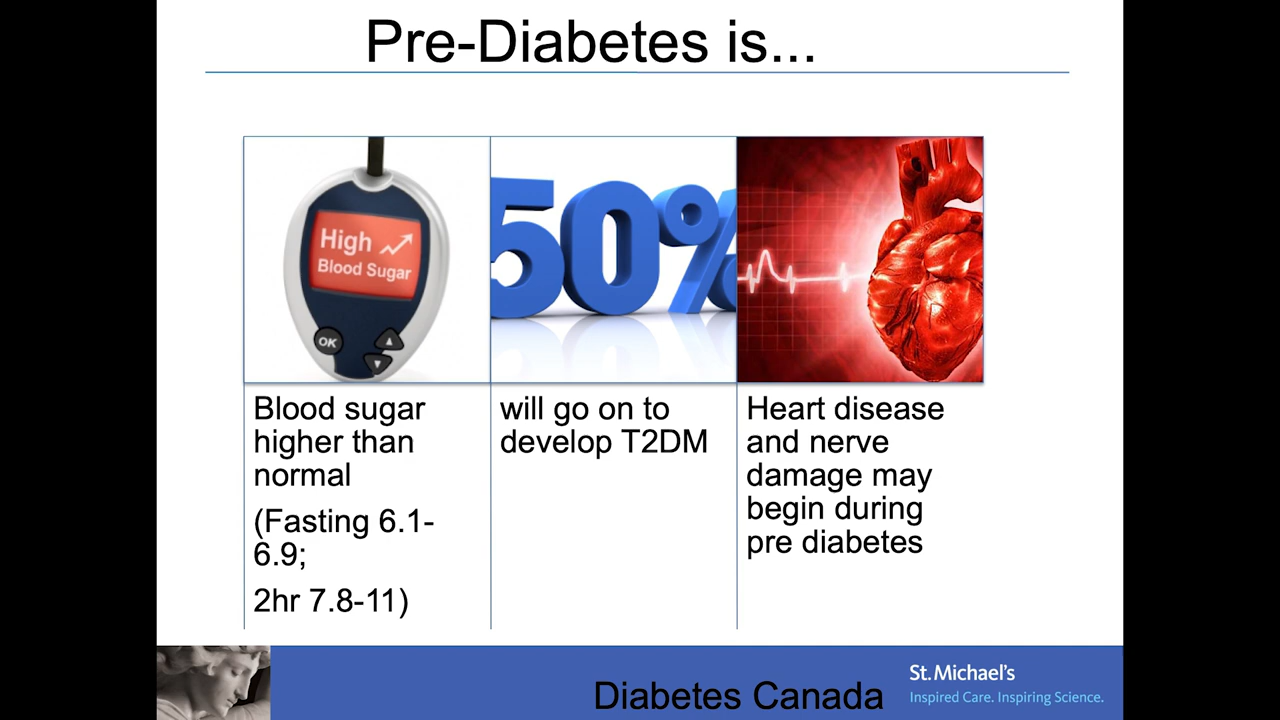 Pre-Diabetes is...
High
Blood Sugar
OK
50%
Blood sugar
higher than
normal
(Fasting 6.1-
6.9;
2hr 7.8-11)
will go on to
develop T2DM
Heart disease
and nerve
damage may
begin during
pre diabetes
Diabetes Canada
St. Michael's
Inspired Care. Inspiring Science.